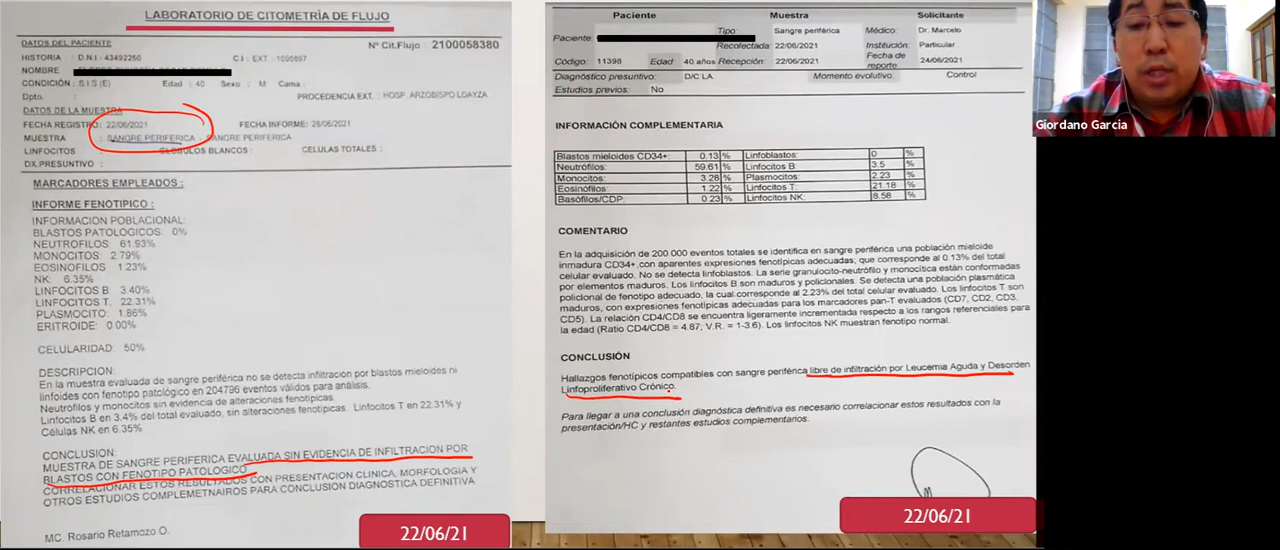 LABORATORIO DE CITOMETRÍA DE FLUJO
DATOS DEL PACIENTE
Nº Cit.Flujo : 2100058380
HISTORIA : D.N.I - 43492250 C.I : EXT : 1095897
NOMBRE
CONDICIÓN : S.I.S (E) Edad : 40 Sexo : M Cama :
Dpto. : PROCEDENCIA EXT. : HOSP. ARZOBISPO LOAYZA
DATOS DE LA MUESTRA
FECHA REGISTRO: 22/06/2021 FECHA INFORME: 28/06/2021
MUESTRA : SANGRE PERIFERICA - SANGRE PERIFERICA
LINFOCITOS GLOBULOS BLANCOS: CELULAS TOTALES :
DX.PRESUNTIVO :
MARCADORES EMPLEADOS :
INFORME FENOTIPICO :
INFORMACION POBLACIONAL:
BLASTOS PATOLOGICOS: 0%
NEUTROFILOS: 61.93%
MONOCITOS: 2.79%
EOSINOFILOS 1.23%
NK: 6.35%
LINFOCITOS B: 3.40%
LINFOCITOS T: 22.31%
PLASMOCITO: 1.86%
ERITROIDE: 0.00%
CELULARIDAD: 50%
DESCRIPCION:
En la muestra evaluada de sangre periférica no se detecta infiltración por blastos mieloides ni
linfoides con fenotipo patológico en 204796 eventos válidos para análisis.
Neutrofilos y monocitos sin evidencia de alteraciones fenotípicas.
Linfocitos B en 3.4% del total evaluado, sin alteraciones fenotípicas. Linfocitos T en 22.31% y
Células NK en 6.35%
CONCLUSION:
MUESTRA DE SANGRE PERIFERICA EVALUADA SIN EVIDENCIA DE INFILTRACION POR
BLASTOS CON FENOTIPO PATOLOGICO
CORRELACIONAR ESTOS RESULTADOS CON PRESENTACION CLINICA, MORFOLOGIA Y
OTROS ESTUDIOS COMPLEMETNAIROS PARA CONCLUSION DIAGNOSTICA DEFINITIVA
MC. Rosario Retamozo O.
22/06/21
Paciente Muestra Solicitante
Paciente: Tipo Sangre periférica Médico: Dr. Marcelo
Recolectada: 22/06/2021 Institución: Particular
Código: 11398 Edad: 40 años Recepción: 22/06/2021 Fecha de reporte: 24/06/2021
Diagnóstico presuntivo: D/C LA Momento evolutivo: Control
Estudios previos: No
INFORMACIÓN COMPLEMENTARIA
Blastos mieloides CD34+: 0.13 % Linfoblastos: 0 %
Neutrófilos: 59.61 % Linfocitos B: 3.5 %
Monocitos: 3.28 % Plasmocitos: 2.23 %
Eosinófilos: 1.22 % Linfocitos T: 21.18 %
Basófilos/CDP: 0.23 % Linfocitos NK: 8.58 %
COMENTARIO
En la adquisición de 200 000 eventos totales se identifica en sangre periférica una población mieloide
inmadura CD34+,con aparentes expresiones fenotípicas adecuadas; que corresponde al 0.13% del total
celular evaluado. No se detecta linfoblastos. La serie granulocito-neutrófilo y monocítica están conformadas
por elementos maduros. Los linfocitos B son maduros y policlonales. Se detecta una población plasmática
policlonal de fenotipo adecuado, la cual corresponde al 2.23% del total celular evaluado. Los linfocitos T son
maduros, con expresiones fenotípicas adecuadas para los marcadores pan-T evaluados (CD7, CD2, CD3,
CD5). La relación CD4/CD8 se encuentra ligeramente incrementada respecto a los rangos referenciales para
la edad (Ratio CD4/CD8 = 4.87; V.R. = 1-3.6). Los linfocitos NK muestran fenotipo normal.
CONCLUSIÓN
Hallazgos fenotípicos compatibles con sangre periférica libre de infiltración por Leucemia Aguda y Desorden
Linfoproliferativo Crónico.
Para llegar a una conclusión diagnóstica definitiva es necesario correlacionar estos resultados con la
presentación/HC y restantes estudios complementarios.
22/06/21
Giordano Garcia